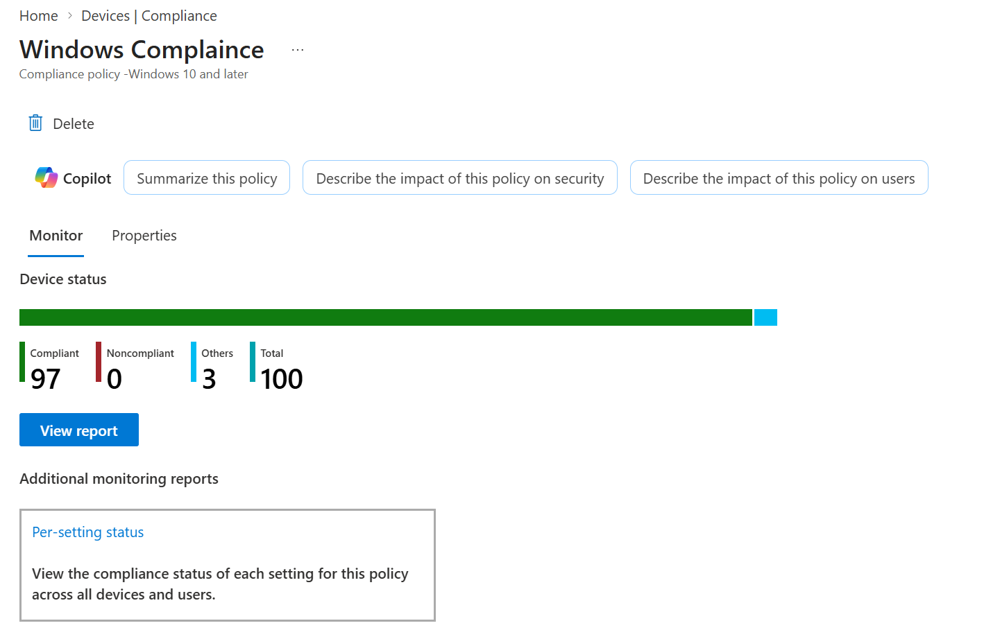 Home > Devices | Compliance
Windows Complaince ...
Compliance policy -Windows 10 and later
Delete
Copilot Summarize this policy Describe the impact of this policy on security Describe the impact of this policy on users
Monitor Properties
Device status
Compliant Noncompliant Others Total
97 0 3 100
View report
Additional monitoring reports
Per-setting status
View the compliance status of each setting for this policy
across all devices and users.